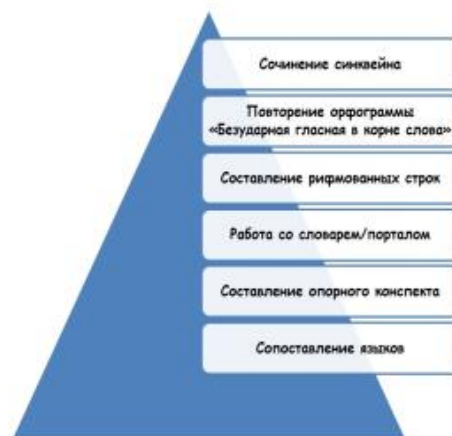 Сочинение синквейна
Повторение орфограммы
«Безударная гласная в корне слова»
Составление рифмованных строк
Работа со словарем/порталом
Составление опорного конспекта
Сопоставление языков